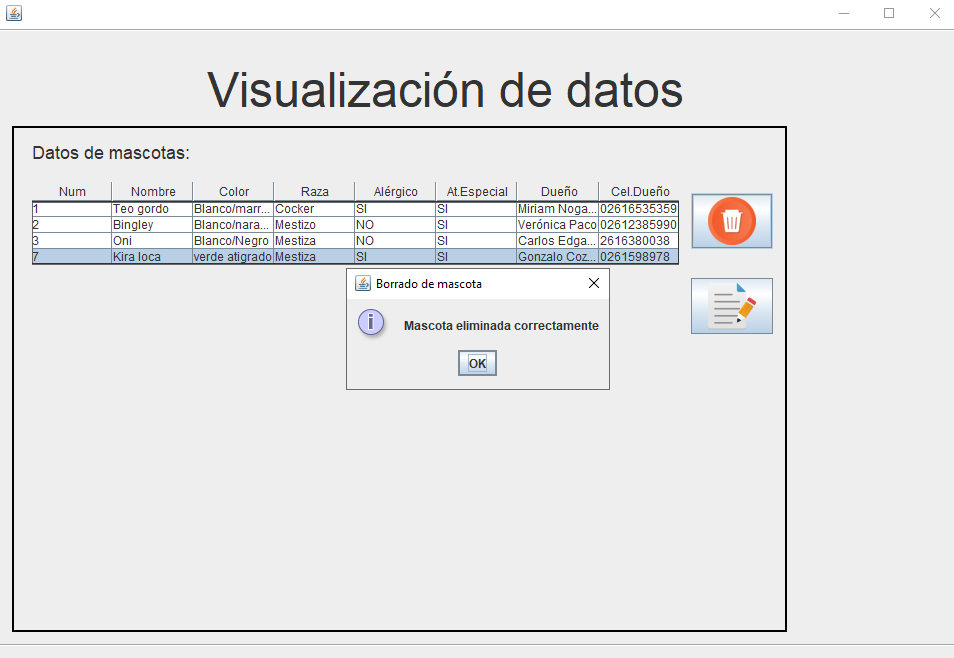 Visualización de datos
Datos de mascotas:
Num Nombre Color Raza Alérgico At.Especial Dueño Cel.Dueño
1 Teo gordo Blanco/marr... Cocker SI SI Miriam Noga... 02616535359
2 Bingley Blanco/nara... Mestizo NO SI Verónica Paco 02612385990
3 Oni Blanco/Negro Mestiza NO SI Carlos Edga... 2616380038
7 Kira loca verde atigrado Mestiza SI SI Gonzalo Coz... 0261598978
Borrado de mascota
Mascota eliminada correctamente
OK